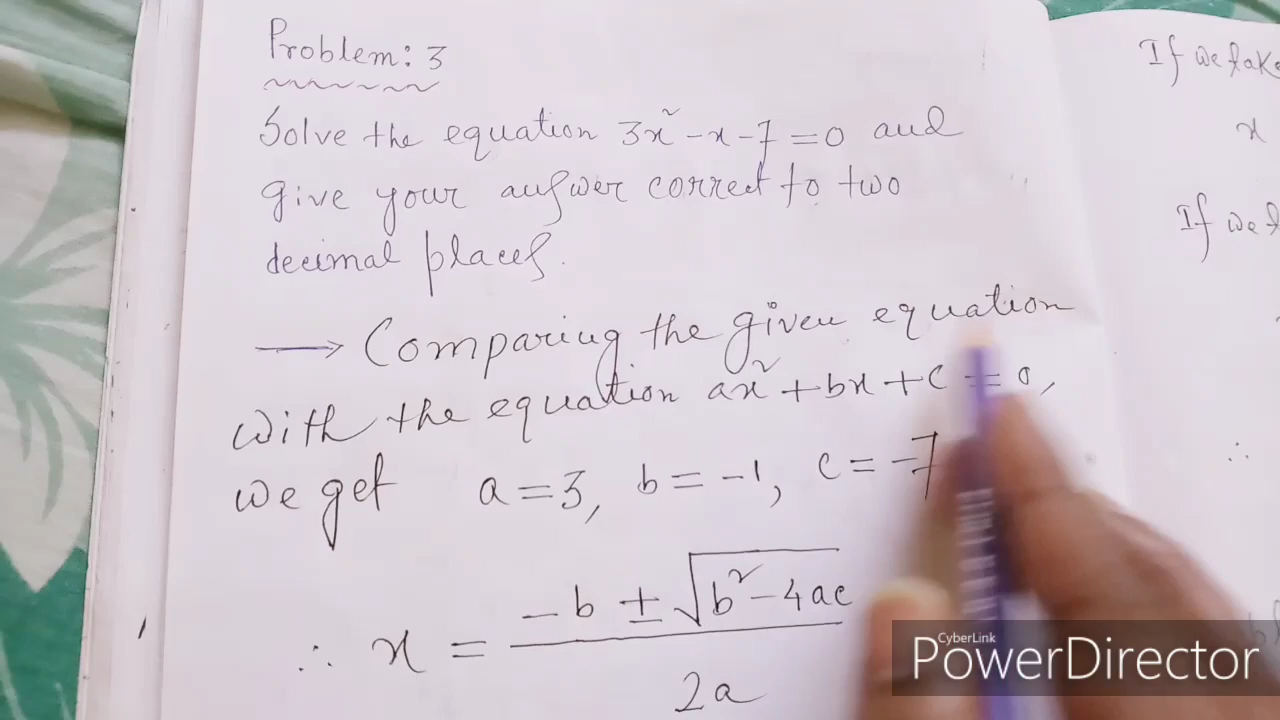 Problem: 3
Solve the equation 3x² - x - 7 = 0 and
give your answer correct to two
decimal places.
→ Comparing the given equation
with the equation ax² + bx + c = 0,
we get a = 3, b = -1, c = -7
∴ x = (-b ± √(b² - 4ac)) / 2a
If we take
x
If we
∴
CyberLink
PowerDirector